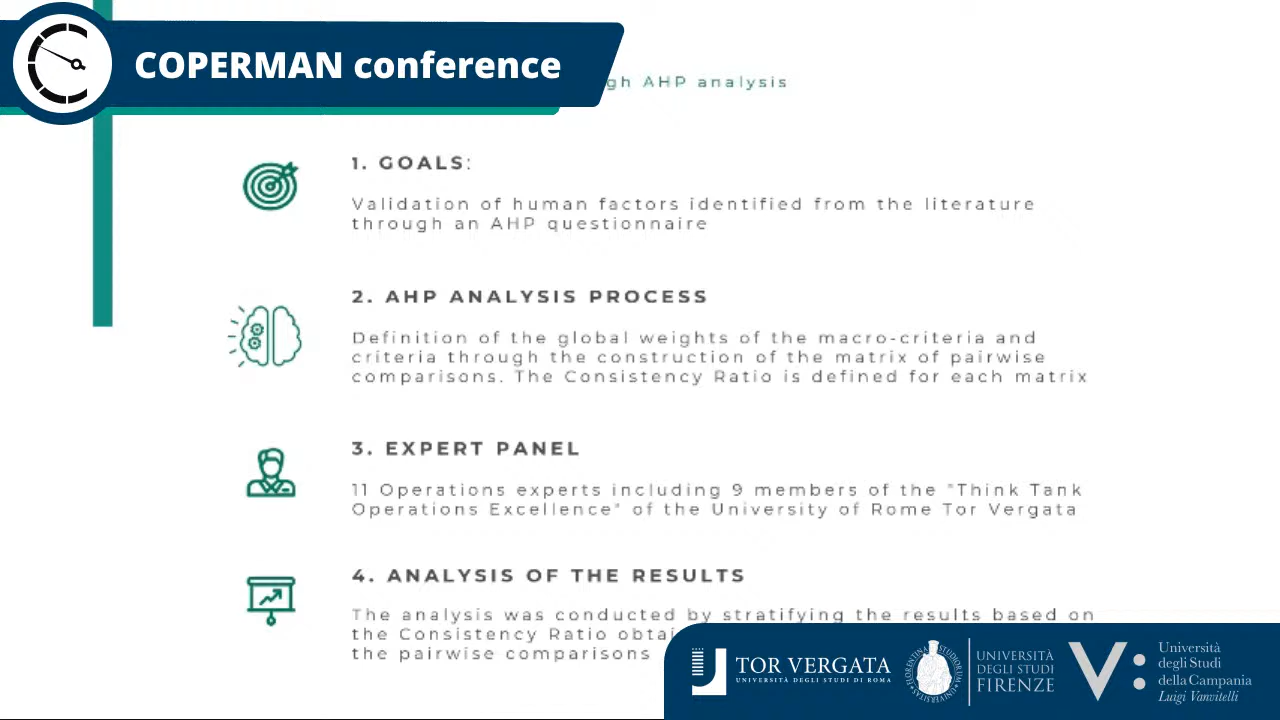 COPERMAN conference
gh AHP analysis
1. GOALS:
Validation of human factors identified from the literature
through an AHP questionnaire
2. AHP ANALYSIS PROCESS
Definition of the global weights of the macro-criteria and
criteria through the construction of the matrix of pairwise
comparisons. The Consistency Ratio is defined for each matrix
3. EXPERT PANEL
11 Operations experts including 9 members of the "Think Tank
Operations Excellence" of the University of Rome Tor Vergata
4. ANALYSIS OF THE RESULTS
The analysis was conducted by stratifying the results based on
the Consistency Ratio obtai
the pairwise comparisons
TOR VERGATA
UNIVERSITÀ DEGLI STUDI DI ROMA
FLORENTINA STUDIORUM UNIVERSITAS
UNIVERSITÀ
DEGLI STUDI
FIRENZE
V:
Università
degli Studi
della Campania
Luigi Vanvitelli